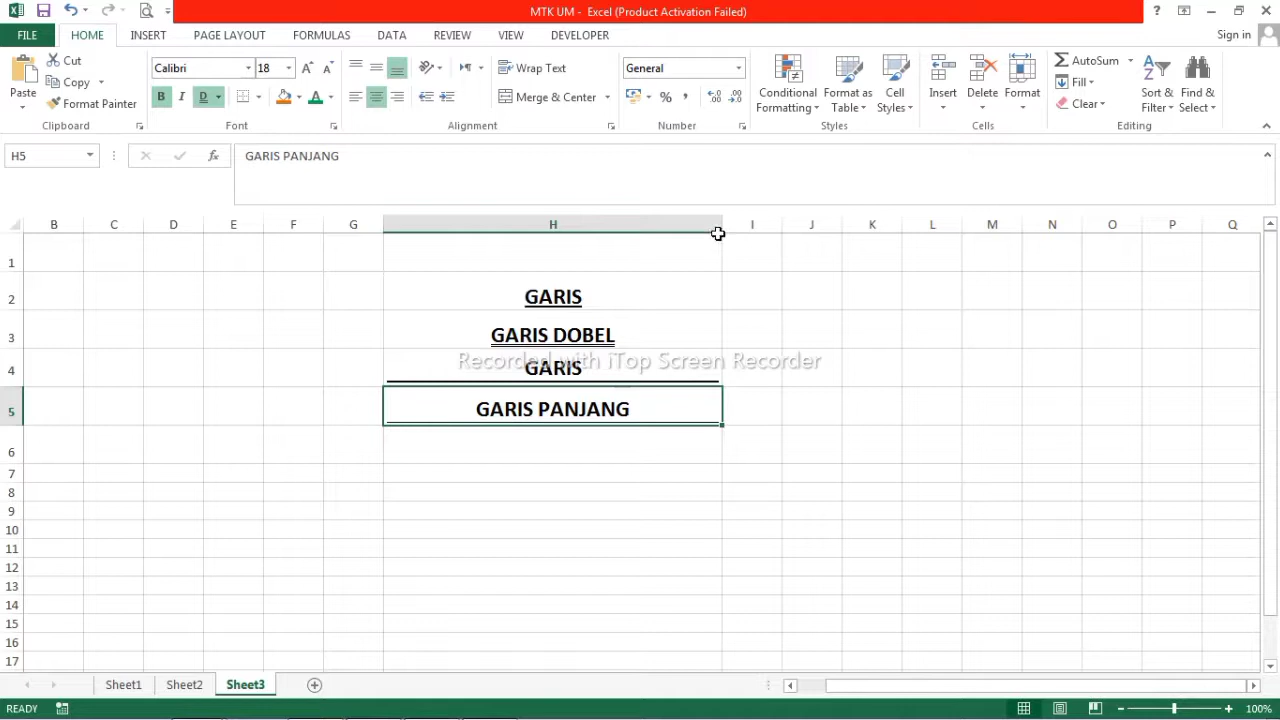 MTK UM - Excel (Product Activation Failed)
FILE HOME INSERT PAGE LAYOUT FORMULAS DATA REVIEW VIEW DEVELOPER Sign in
Paste Cut Copy Format Painter Clipboard
Calibri 18 B I D A Font
Wrap Text Merge & Center Alignment
General % Number
Conditional Formatting Format as Table Cell Styles Styles
Insert Delete Format Cells
AutoSum Fill Clear Sort & Filter Find & Select Editing
H5 fx GARIS PANJANG
B C D E F G H I J K L M N O P Q
1
2 GARIS
3 GARIS DOBEL
Recorded with iTop Screen Recorder
4 GARIS
5 GARIS PANJANG
6
7
8
9
10
11
12
13
14
15
16
17
Sheet1 Sheet2 Sheet3
READY 100%